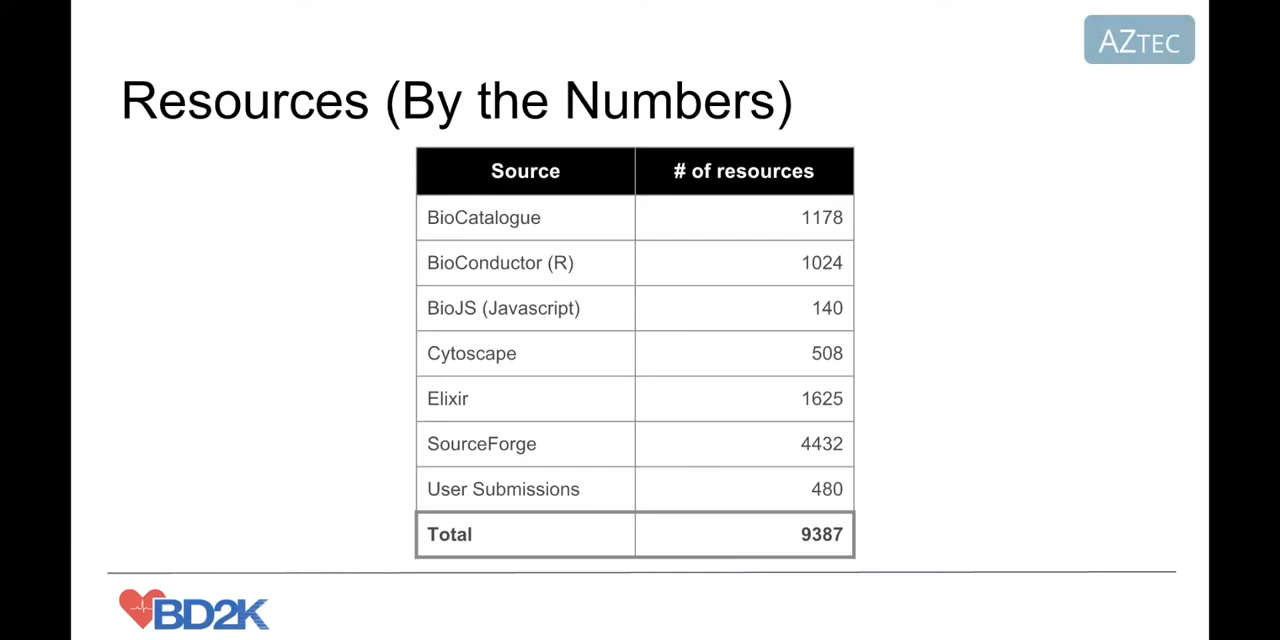 AZTEC
Resources (By the Numbers)
Source # of resources
BioCatalogue 1178
BioConductor (R) 1024
BioJS (Javascript) 140
Cytoscape 508
Elixir 1625
SourceForge 4432
User Submissions 480
Total 9387
BD2K